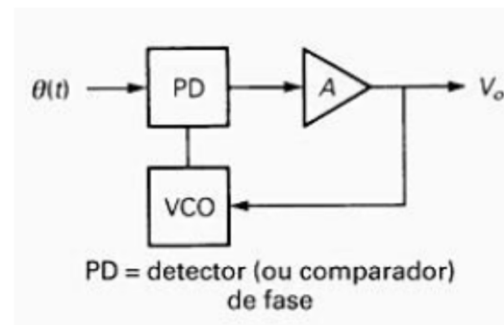 θ(t)
PD
A
Vo
VCO
PD = detector (ou comparador)
de fase